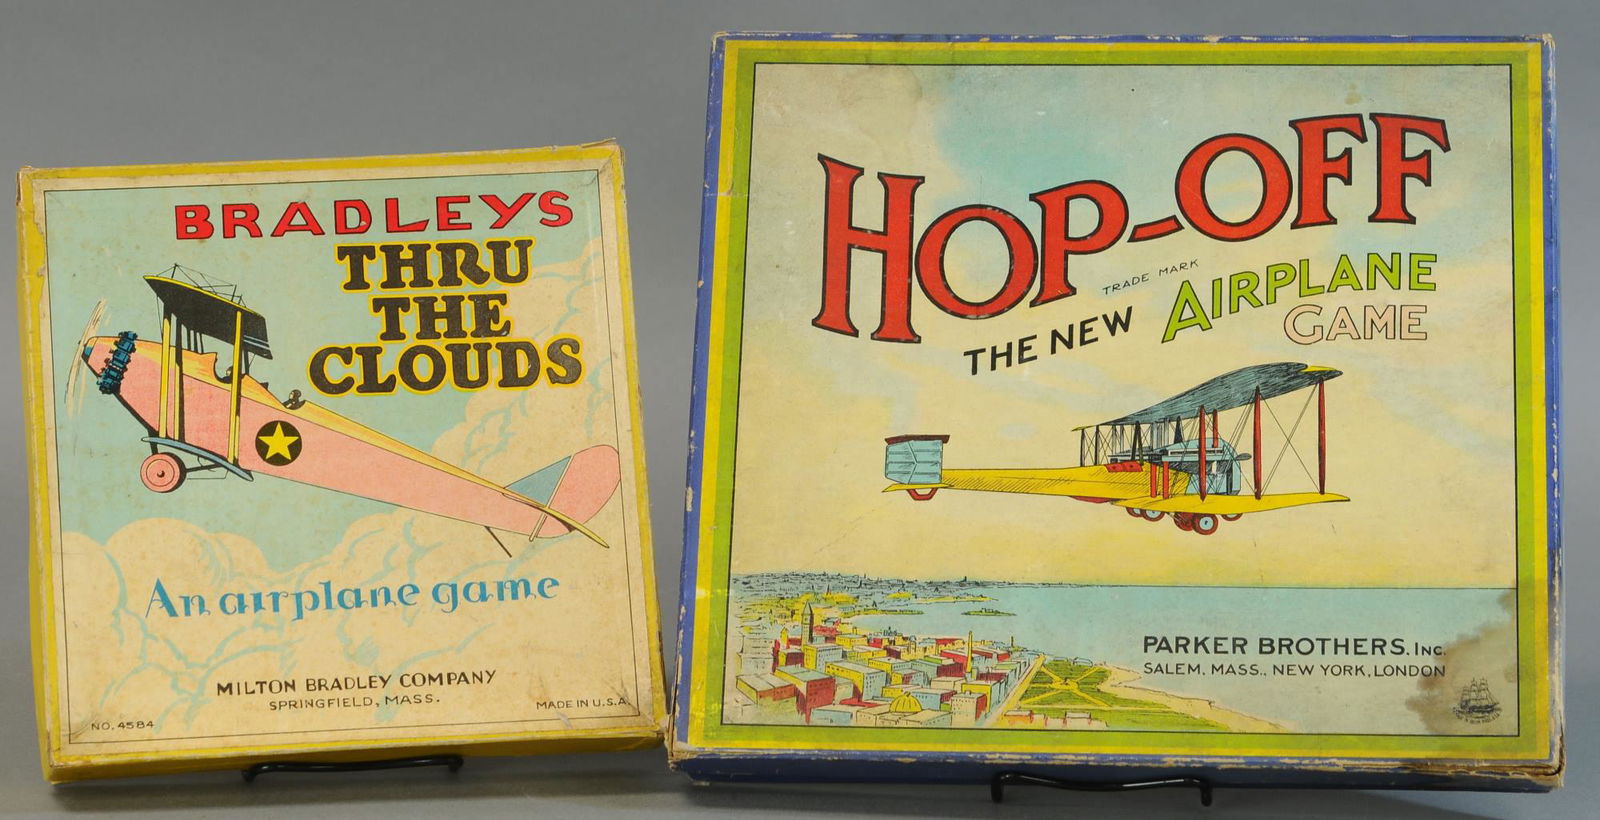 BRADLEYS
THRU
THE
CLOUDS
An airplane game
MILTON BRADLEY COMPANY
SPRINGFIELD, MASS.
NO. 4584
MADE IN U.S.A.
HOP-OFF
TRADE MARK
THE NEW AIRPLANE
GAME
PARKER BROTHERS. INC.
SALEM. MASS., NEW YORK, LONDON